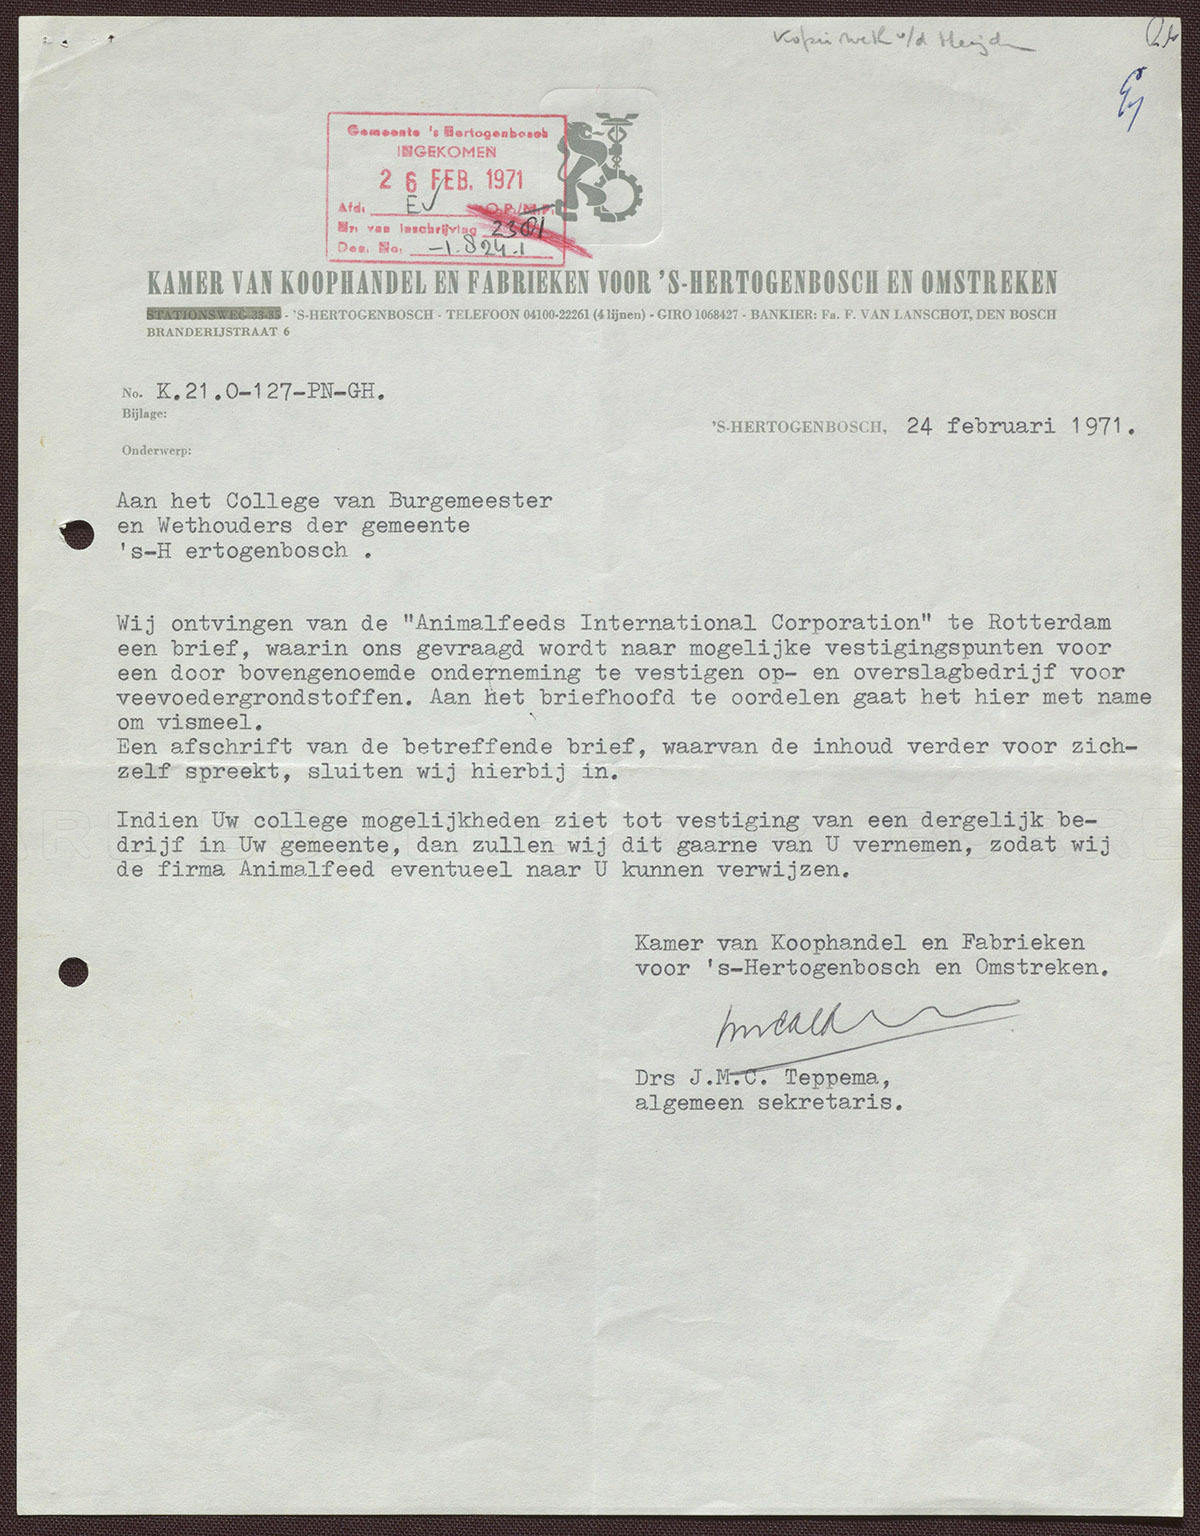 Gemeente 's Hertogenbosch
INGEKOMEN
26 FEB. 1971
Afd. EV O.P./M.P.
Nr. van inschrijving 2301
Dos. No. -1.824.1
KAMER VAN KOOPHANDEL EN FABRIEKEN VOOR 'S-HERTOGENBOSCH EN OMSTREKEN
STATIONSWEG 33-35 - 'S-HERTOGENBOSCH - TELEFOON 04100-22261 (4 lijnen) - GIRO 1068427 - BANKIER: Fa. F. VAN LANSCHOT, DEN BOSCH
BRANDERIJSTRAAT 6
No. K.21.0-127-PN-GH.
Bijlage:
'S-HERTOGENBOSCH, 24 februari 1971.
Onderwerp:
Aan het College van Burgemeester
en Wethouders der gemeente
's-H ertogenbosch .
Wij ontvingen van de "Animalfeeds International Corporation" te Rotterdam
een brief, waarin ons gevraagd wordt naar mogelijke vestigingspunten voor
een door bovengenoemde onderneming te vestigen op- en overslagbedrijf voor
veevoedergrondstoffen. Aan het briefhoofd te oordelen gaat het hier met name
om vismeel.
Een afschrift van de betreffende brief, waarvan de inhoud verder voor zich-
zelf spreekt, sluiten wij hierbij in.
Indien Uw college mogelijkheden ziet tot vestiging van een dergelijk be-
drijf in Uw gemeente, dan zullen wij dit gaarne van U vernemen, zodat wij
de firma Animalfeed eventueel naar U kunnen verwijzen.
Kamer van Koophandel en Fabrieken
voor 's-Hertogenbosch en Omstreken.
Drs J.M.C. Teppema,
algemeen sekretaris.